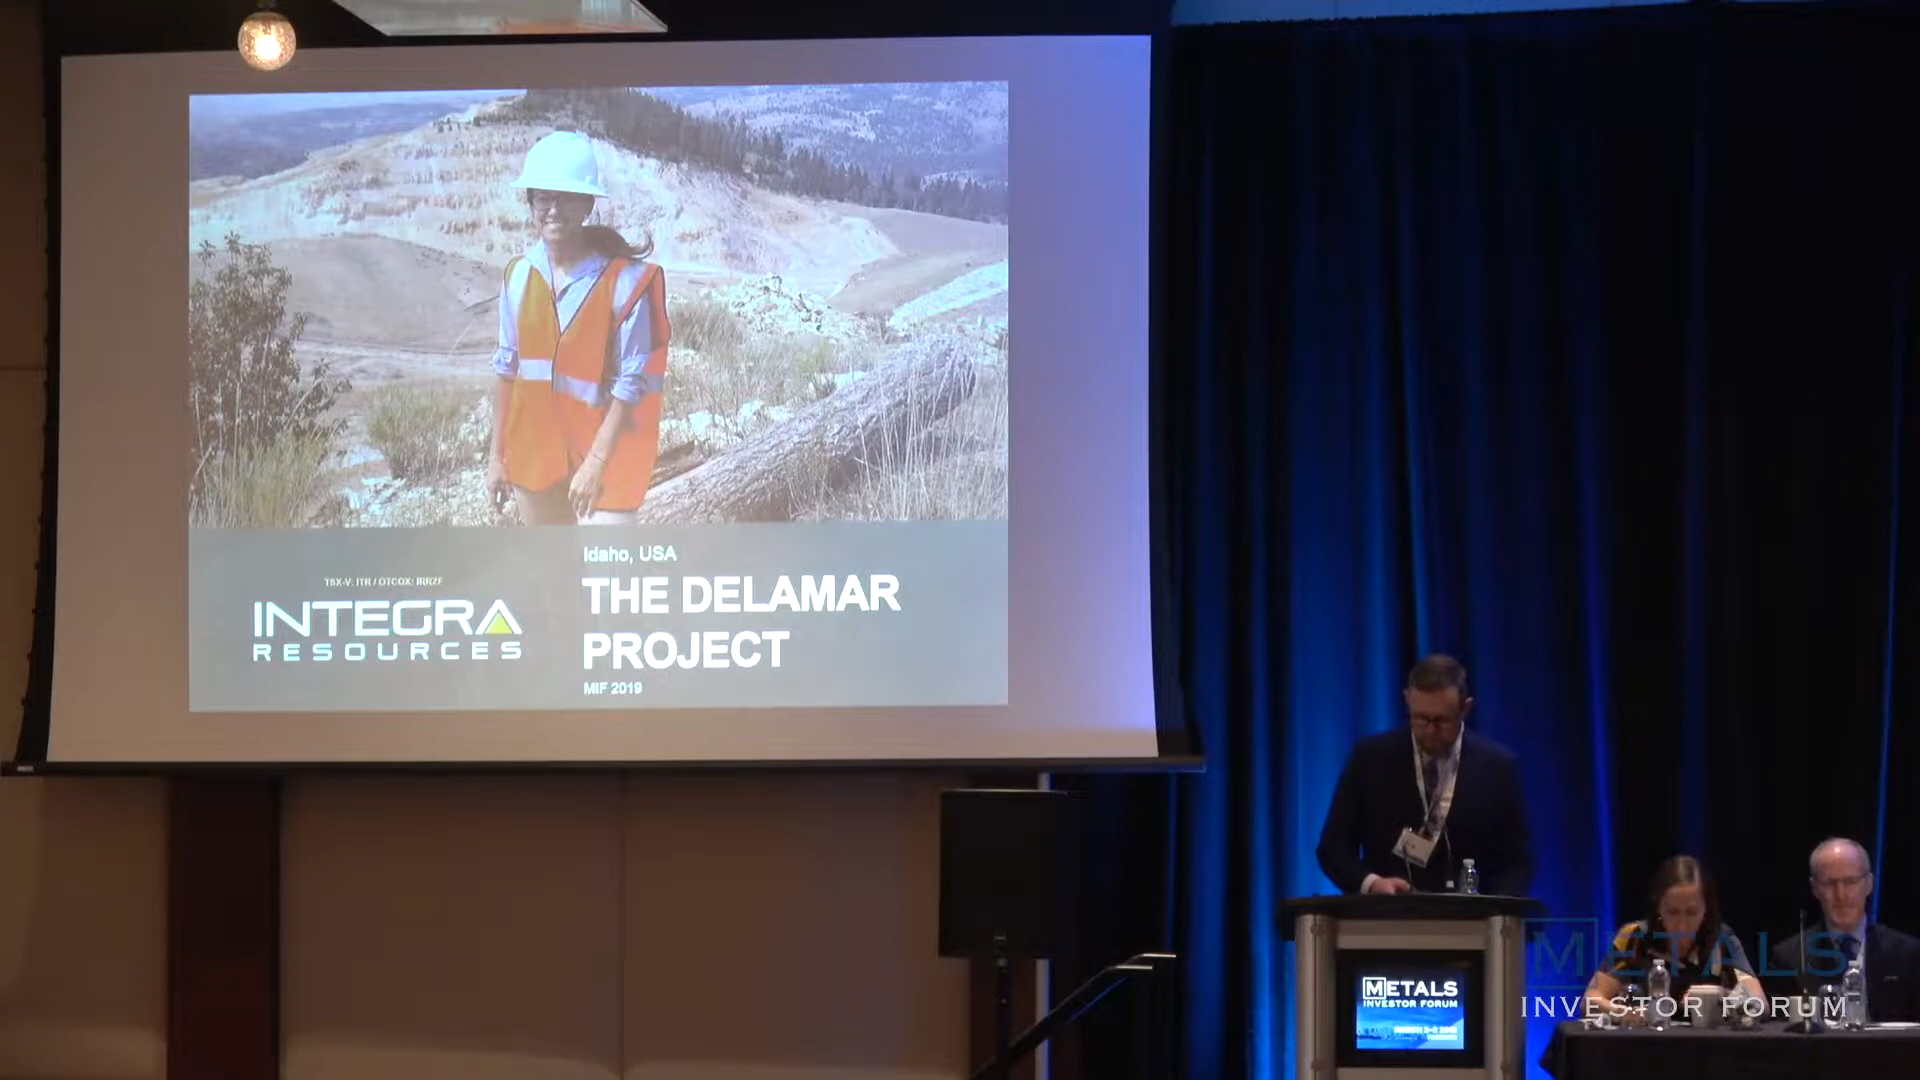 Idaho, USA
TSX-V: ITR / OTCQX: IRRZF
THE DELAMAR
PROJECT
INTEGRA
RESOURCES
MIF 2019
METALS
INVESTOR FORUM
METALS
INVESTOR FORUM